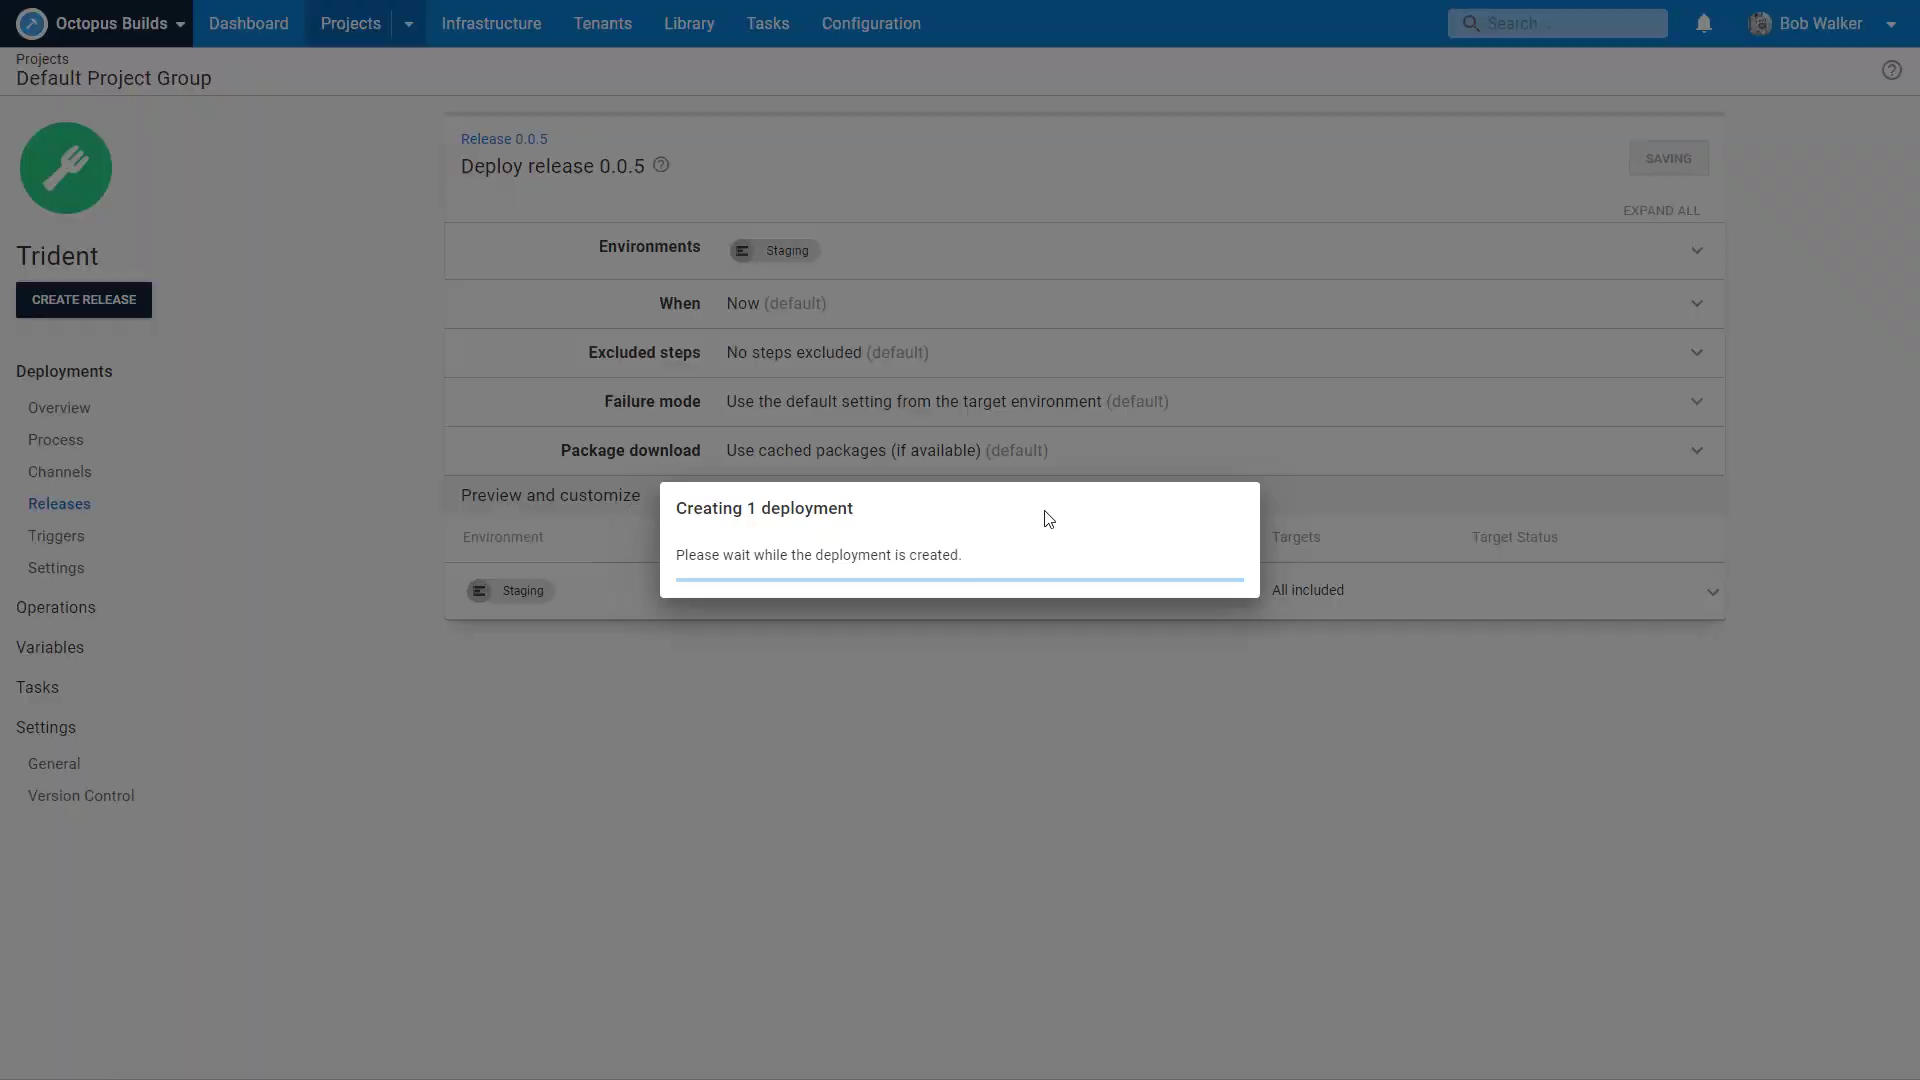 Octopus Builds
Dashboard
Projects
Infrastructure
Tenants
Library
Tasks
Configuration
Search...
Bob Walker
Projects
Default Project Group
Trident
CREATE RELEASE
Deployments
Overview
Process
Channels
Releases
Triggers
Settings
Operations
Variables
Tasks
Settings
General
Version Control
Release 0.0.5
Deploy release 0.0.5
SAVING
EXPAND ALL
Environments Staging
When Now (default)
Excluded steps No steps excluded (default)
Failure mode Use the default setting from the target environment (default)
Package download Use cached packages (if available) (default)
Preview and customize
Environment Targets Target Status
Staging All included
Creating 1 deployment
Please wait while the deployment is created.